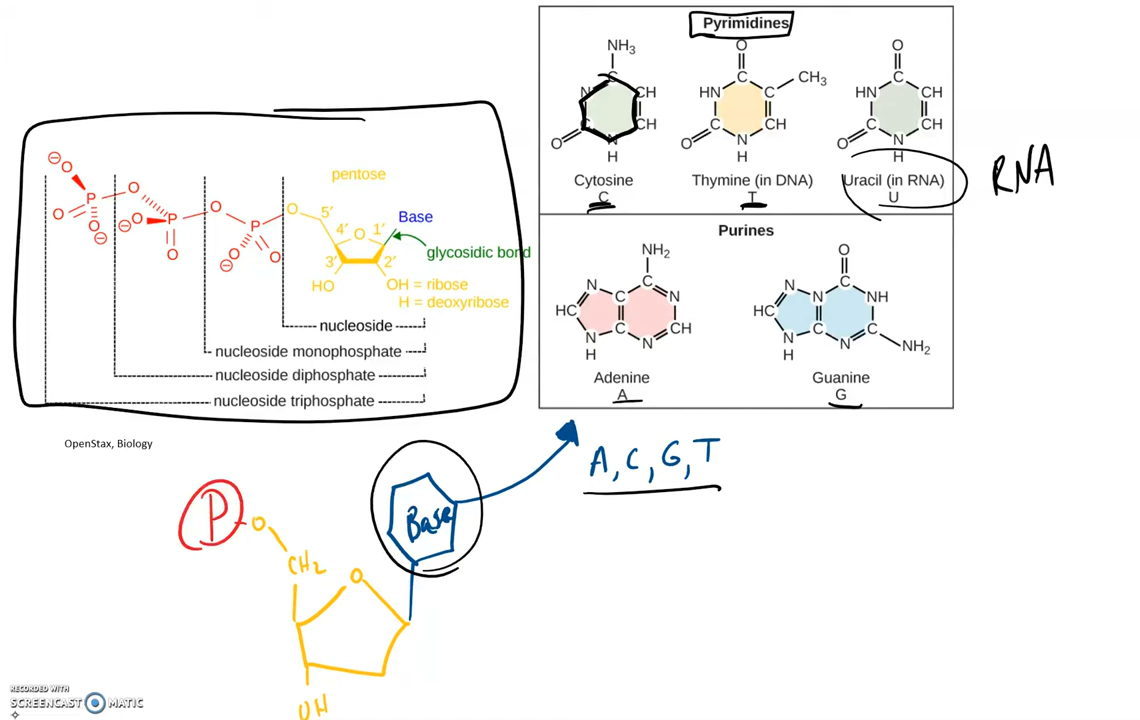 Pyrimidines
NH3
C
N
CH
C
CH
O
N
H
Cytosine
C
O
C
CH3
HN
C
C
CH
O
N
H
Thymine (in DNA)
T
O
C
HN
CH
C
CH
O
N
H
Uracil (in RNA)
U
RNA
Purines
NH2
C
N
C
N
HC
C
CH
N
N
H
Adenine
A
O
C
N
N
NH
HC
C
C
N
N
NH2
H
Guanine
G
pentose
⊖
O
P
O
O
O
⊖
⊖O
P
O
O
P
O
O
⊖
O
5′
4′
O
1′
Base
glycosidic bond
3′
2′
HO
OH = ribose
H = deoxyribose
nucleoside
nucleoside monophosphate
nucleoside diphosphate
nucleoside triphosphate
OpenStax, Biology
A, C, G, T
Base
P
O
CH2
O
OH
RECORDED WITH
SCREENCAST MATIC